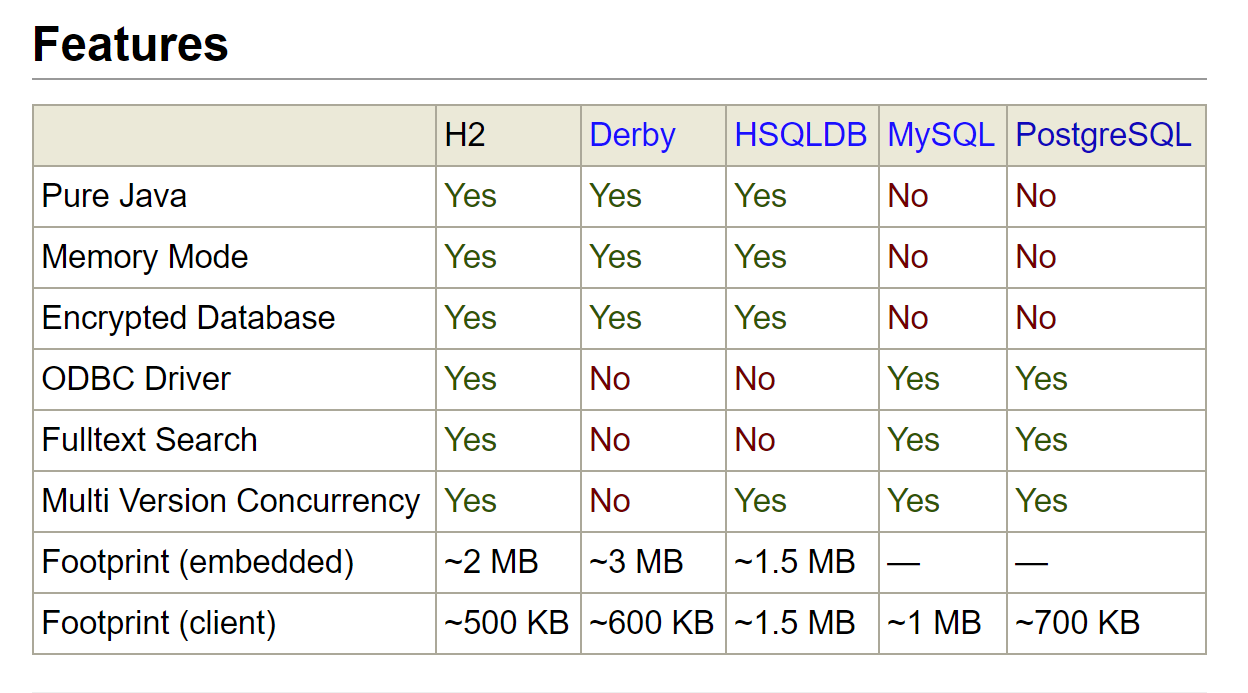 Features
H2 Derby HSQLDB MySQL PostgreSQL
Pure Java Yes Yes Yes No No
Memory Mode Yes Yes Yes No No
Encrypted Database Yes Yes Yes No No
ODBC Driver Yes No No Yes Yes
Fulltext Search Yes No No Yes Yes
Multi Version Concurrency Yes No Yes Yes Yes
Footprint (embedded) ~2 MB ~3 MB ~1.5 MB — —
Footprint (client) ~500 KB ~600 KB ~1.5 MB ~1 MB ~700 KB